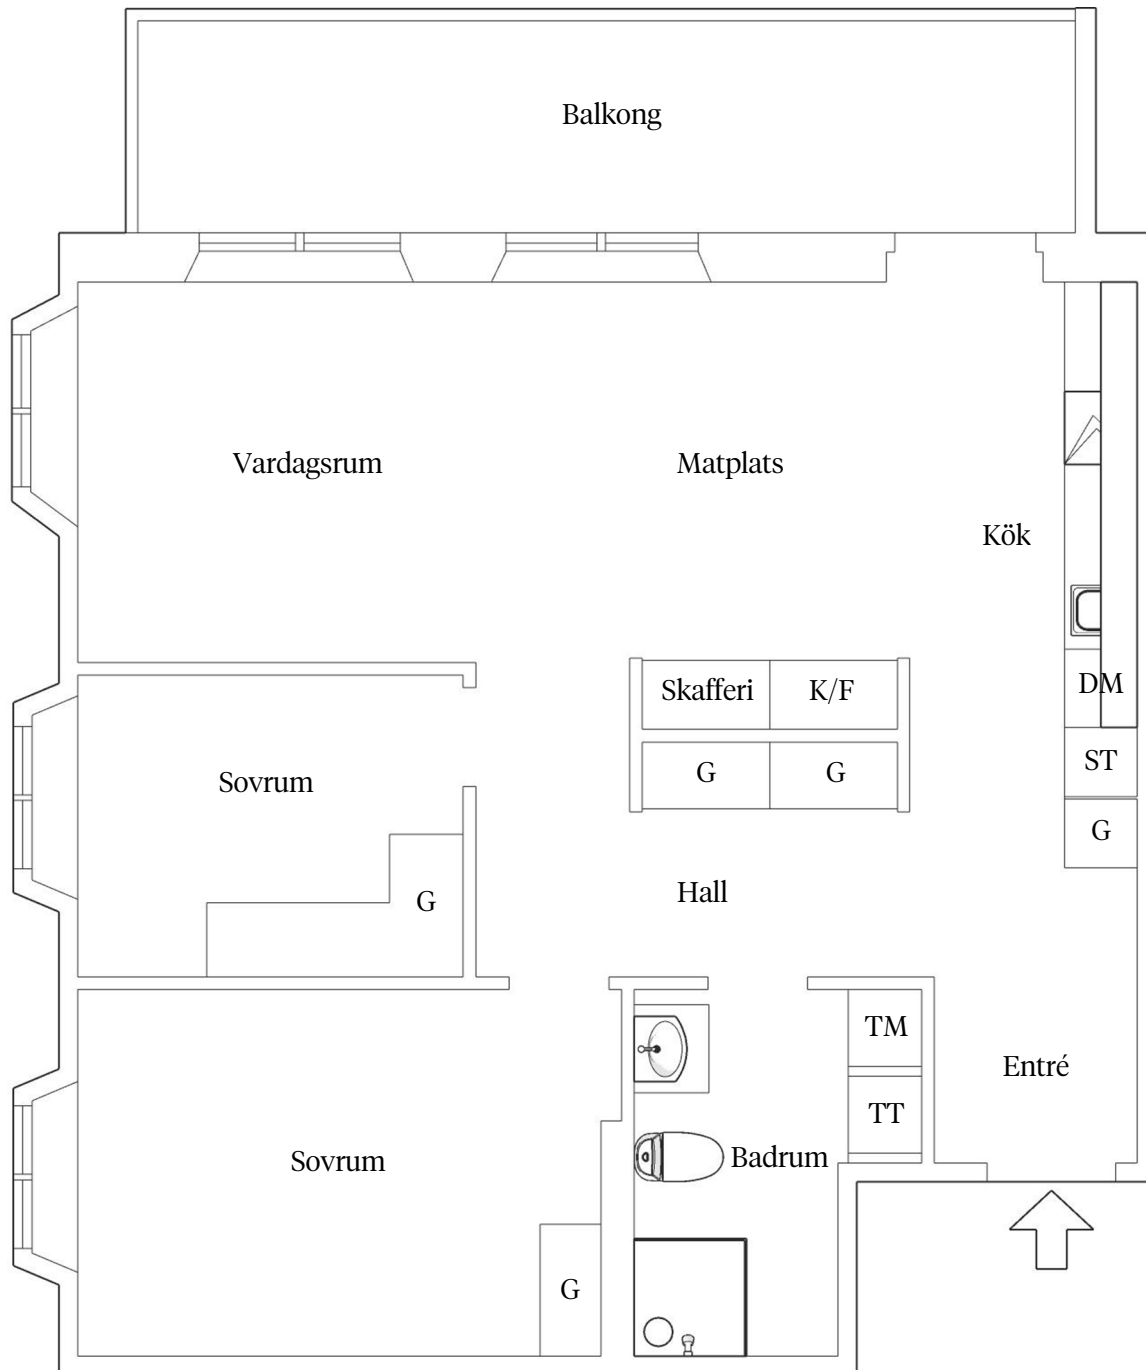 Balkong
Vardagsrum
Matplats
Kök
Skafferi
K/F
DM
G
G
ST
Sovrum
G
G
Hall
TM
Entré
TT
Badrum
Sovrum
G